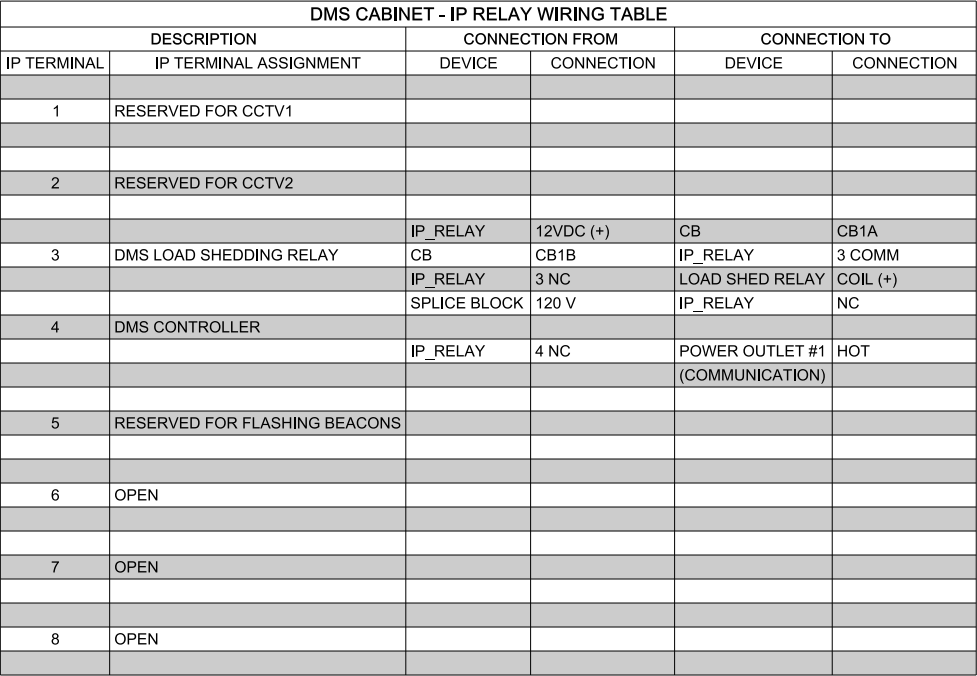 DMS CABINET - IP RELAY WIRING TABLE
DESCRIPTION CONNECTION FROM CONNECTION TO
IP TERMINAL IP TERMINAL ASSIGNMENT DEVICE CONNECTION DEVICE CONNECTION
1 RESERVED FOR CCTV1
2 RESERVED FOR CCTV2
IP_RELAY 12VDC (+) CB CB1A
3 DMS LOAD SHEDDING RELAY CB CB1B IP_RELAY 3 COMM
IP_RELAY 3 NC LOAD SHED RELAY COIL (+)
SPLICE BLOCK 120 V IP_RELAY NC
4 DMS CONTROLLER
IP_RELAY 4 NC POWER OUTLET #1 HOT
(COMMUNICATION)
5 RESERVED FOR FLASHING BEACONS
6 OPEN
7 OPEN
8 OPEN